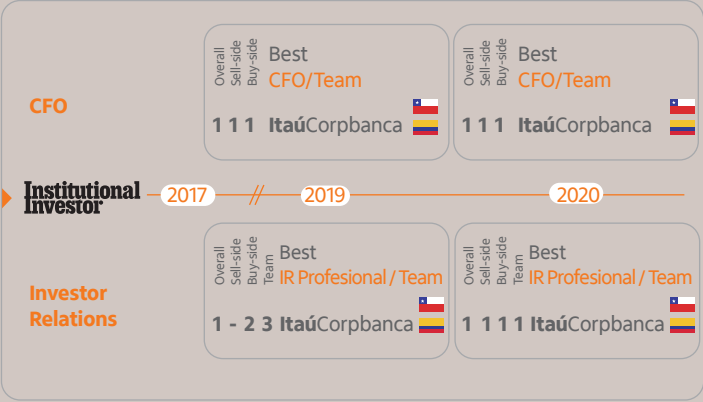 CFO
Overall
Sell-side
Buy-side
Best
CFO/Team
1 1 1 ItaúCorpbanca
Overall
Sell-side
Buy-side
Best
CFO/Team
1 1 1 ItaúCorpbanca
Institutional
Investor
2017 // 2019 2020
Investor
Relations
Overall
Sell-side
Buy-side
Team
Best
IR Profesional / Team
1 - 2 3 ItaúCorpbanca
Overall
Sell-side
Buy-side
Team
Best
IR Profesional / Team
1 1 1 1 ItaúCorpbanca